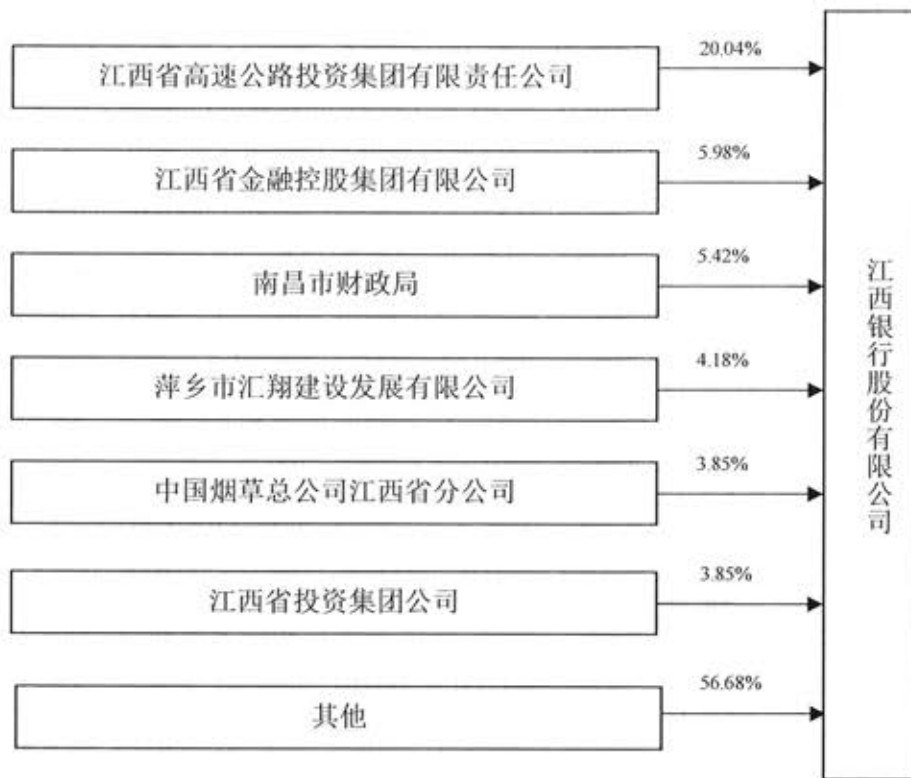 20.04%
江西省高速公路投资集团有限责任公司
5.98%
江西省金融控股集团有限公司
5.42%
南昌市财政局
4.18%
萍乡市汇翔建设发展有限公司
3.85%
中国烟草总公司江西省分公司
3.85%
江西省投资集团公司
56.68%
其他
江西银行股份有限公司